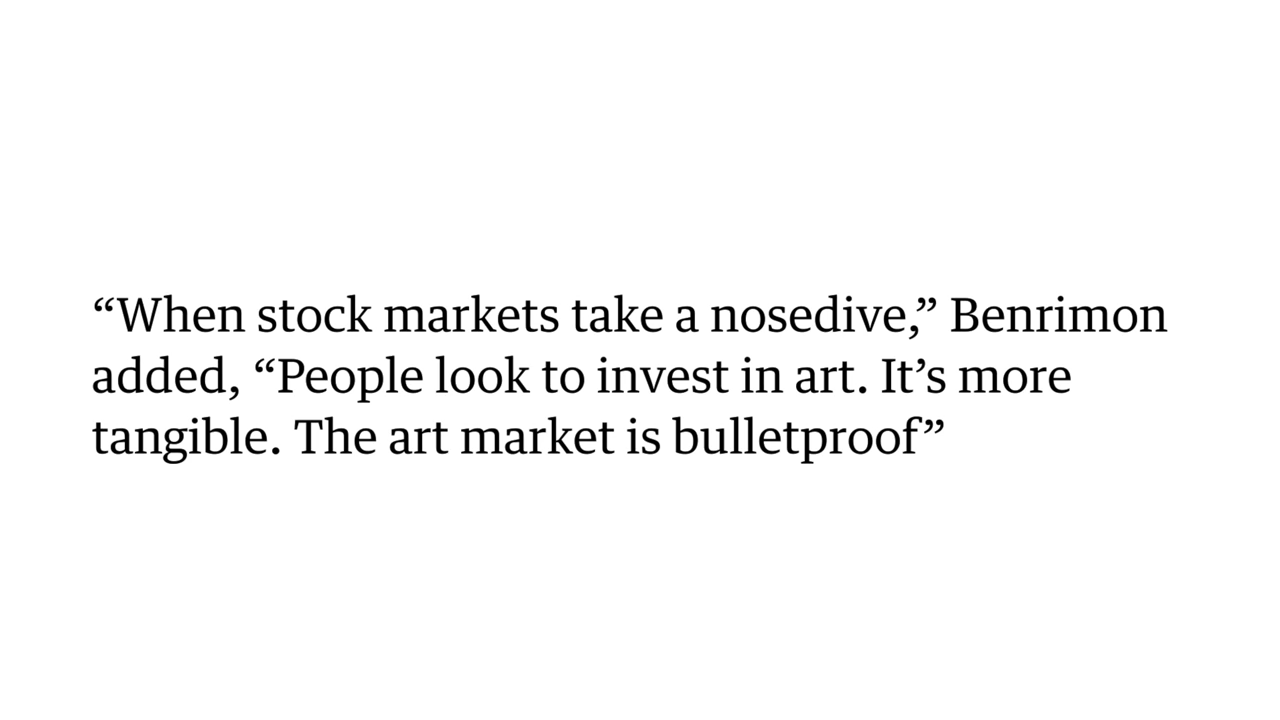 “When stock markets take a nosedive,” Benrimon
added, “People look to invest in art. It’s more
tangible. The art market is bulletproof”